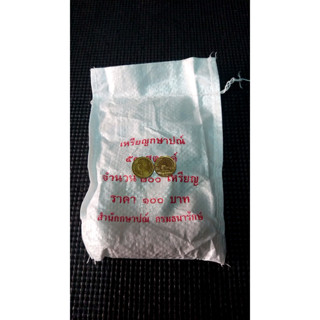 เหรียญกษาปณ์
จำนวน ๔๐๐ เหรียญ
ราคา ๑๐๐ บาท
สำนักกษาปณ์ กรมธนารักษ์